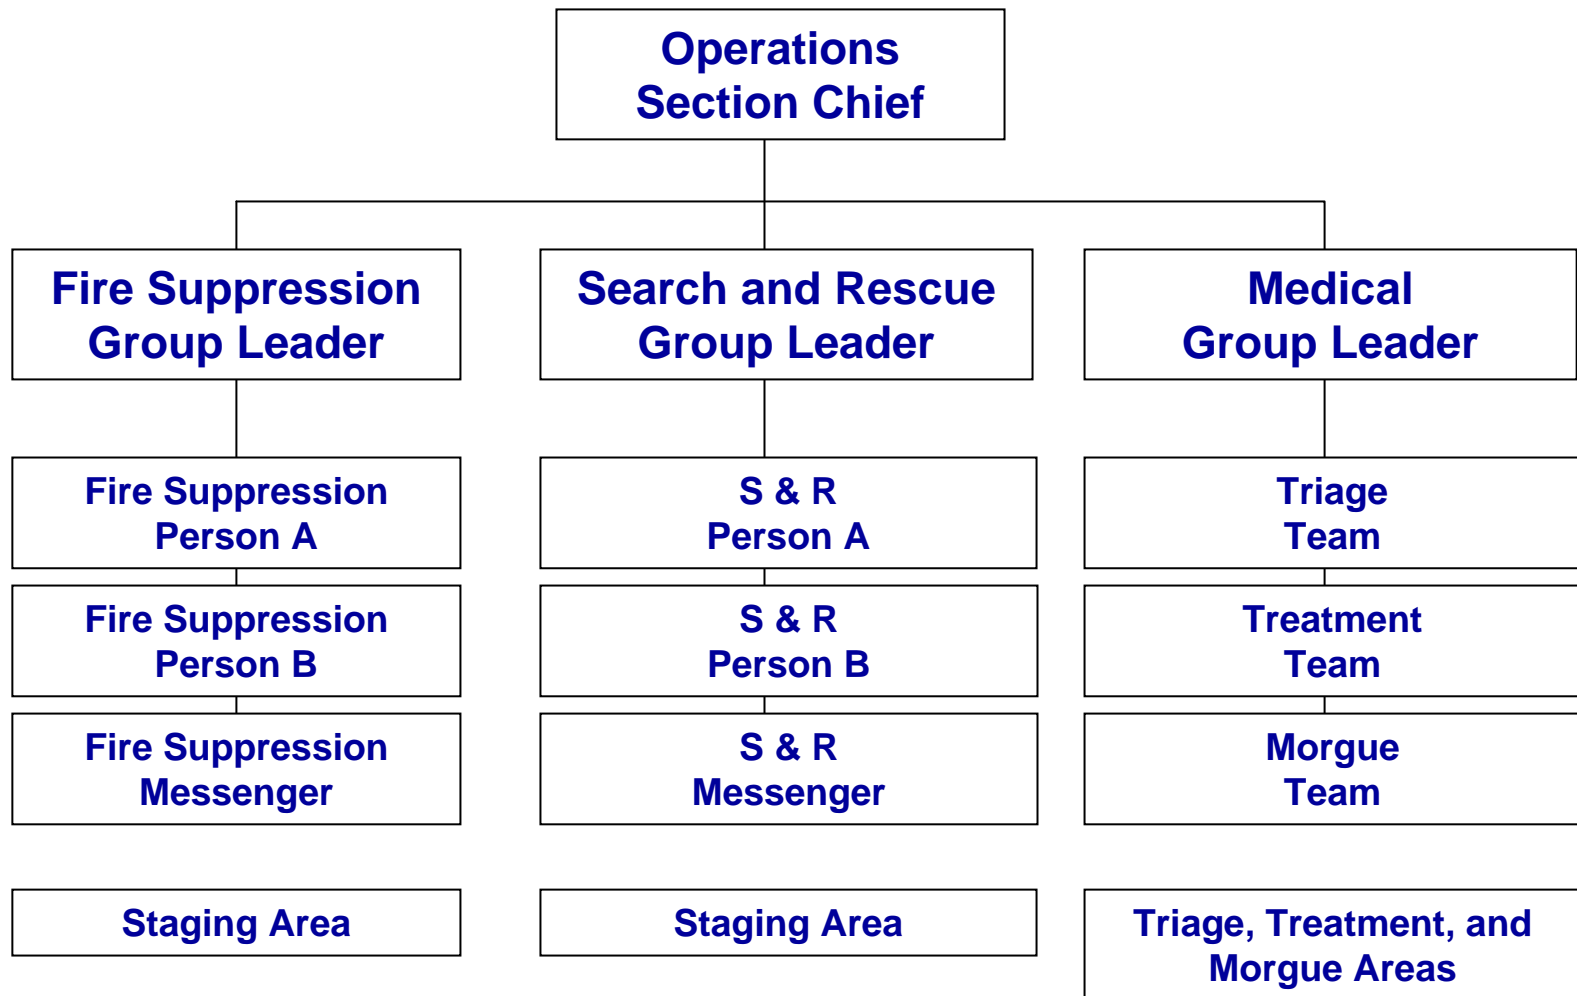 Operations
Section Chief
Fire Suppression
Group Leader
Search and Rescue
Group Leader
Medical
Group Leader
Fire Suppression
Person A
S & R
Person A
Triage
Team
Fire Suppression
Person B
S & R
Person B
Treatment
Team
Fire Suppression
Messenger
S & R
Messenger
Morgue
Team
Staging Area
Staging Area
Triage, Treatment, and
Morgue Areas